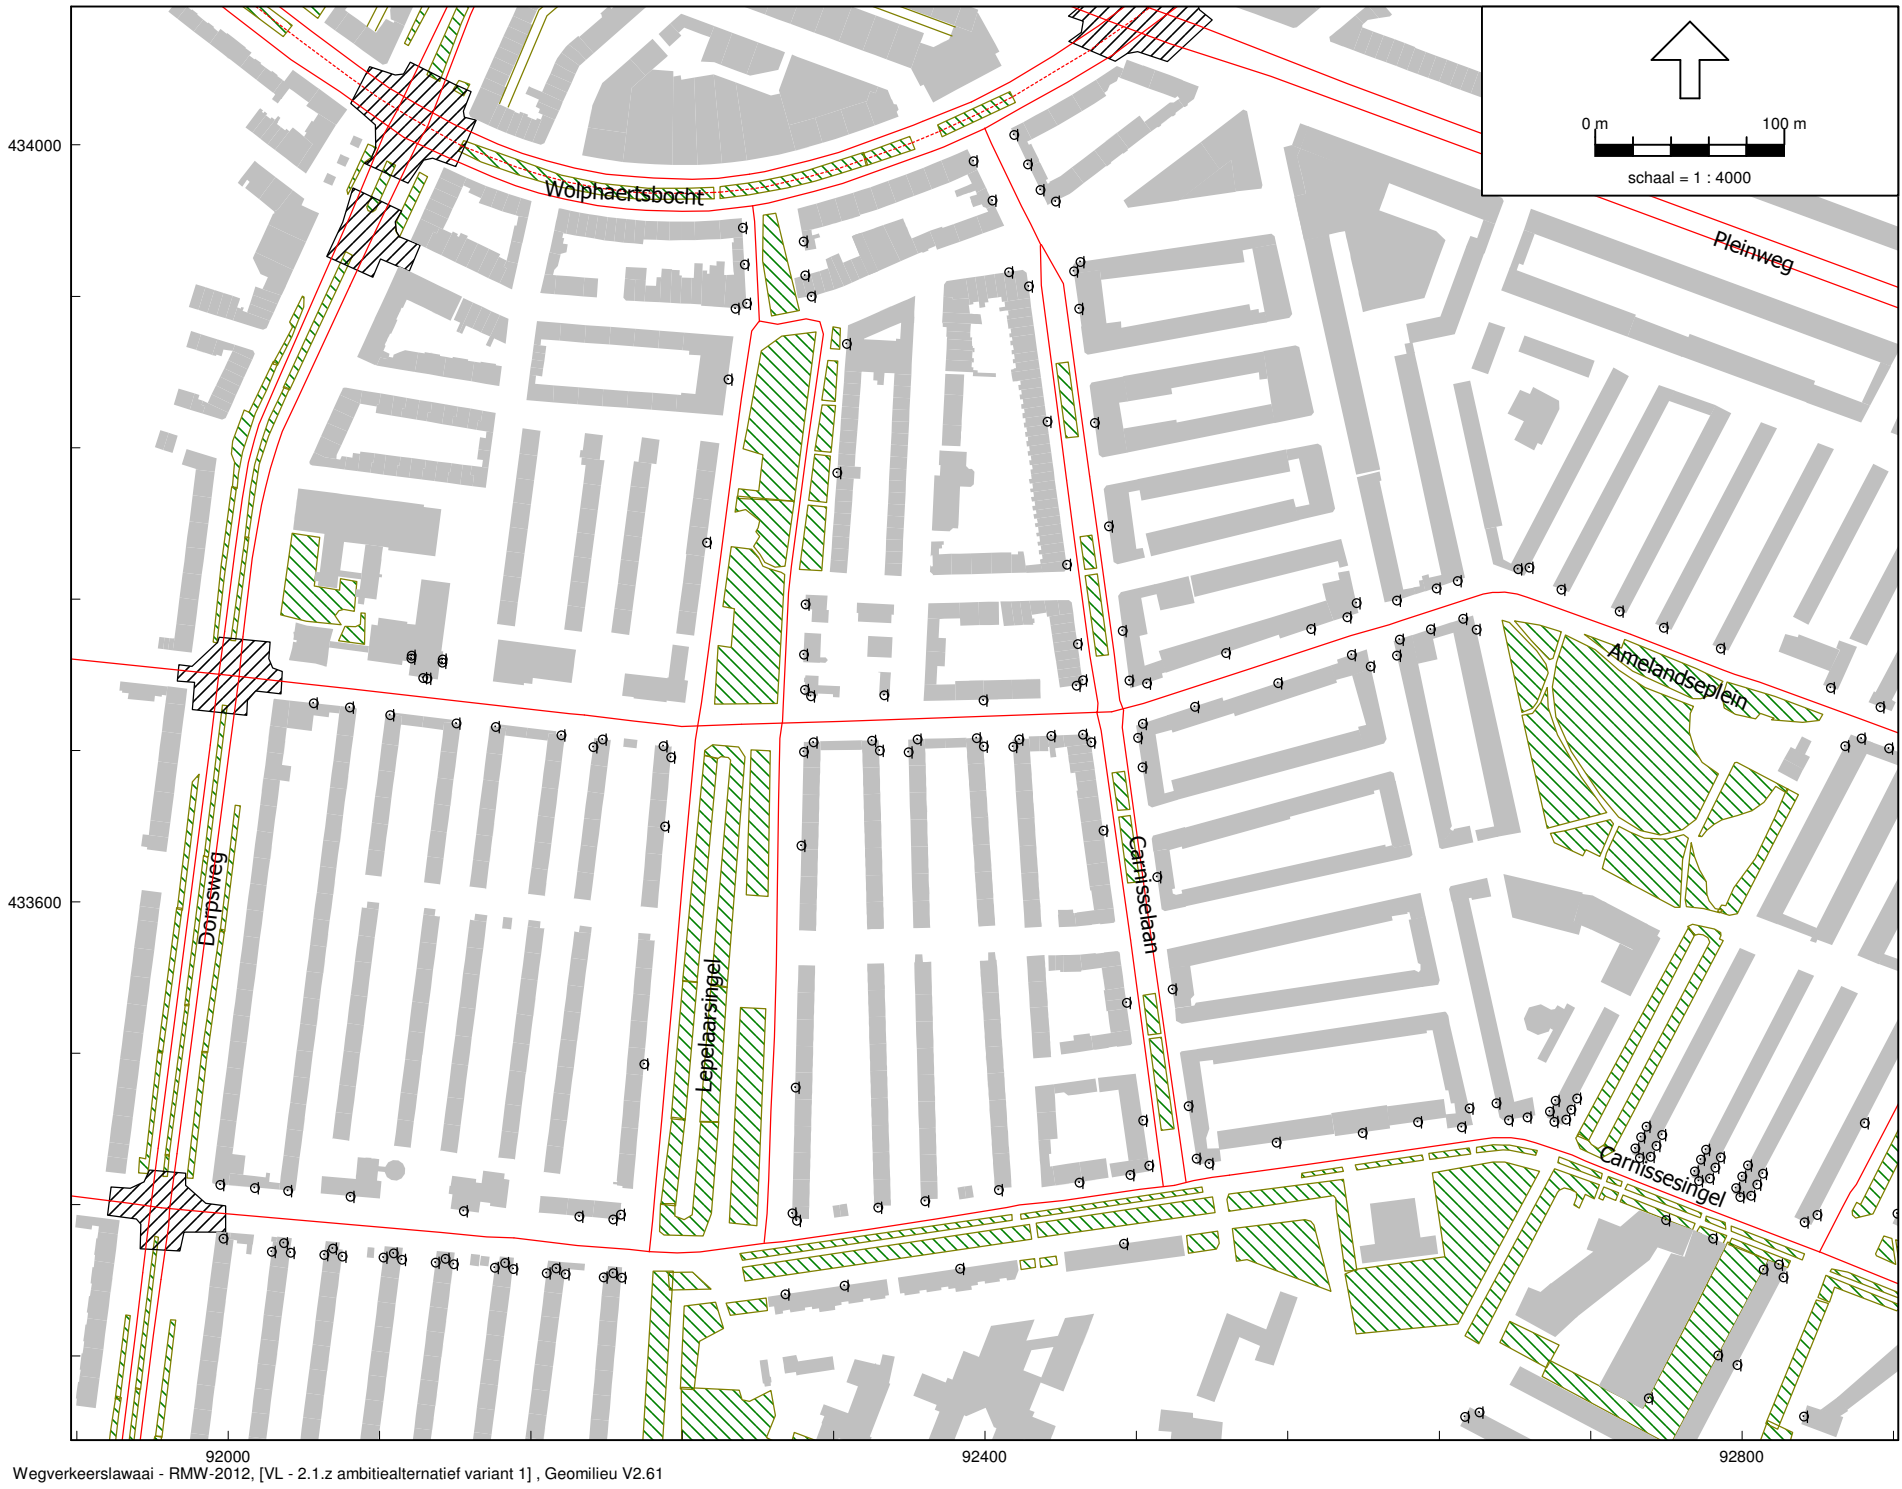 0 m 100 m
schaal = 1 : 4000
434000
Wolphaertsbocht
Pleinweg
Amelandseplein
433600
Dorpsweg
Carnisselaan
Lepelaarsingel
Carnissesingel
92000 92400 92800
Wegverkeerslawaai - RMW-2012, [VL - 2.1.z ambitiealternatief variant 1] , Geomilieu V2.61